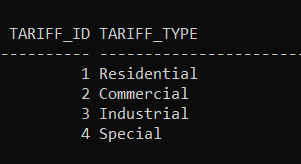 TARIFF_ID TARIFF_TYPE
---------- ----------------------
1 Residential
2 Commercial
3 Industrial
4 Special